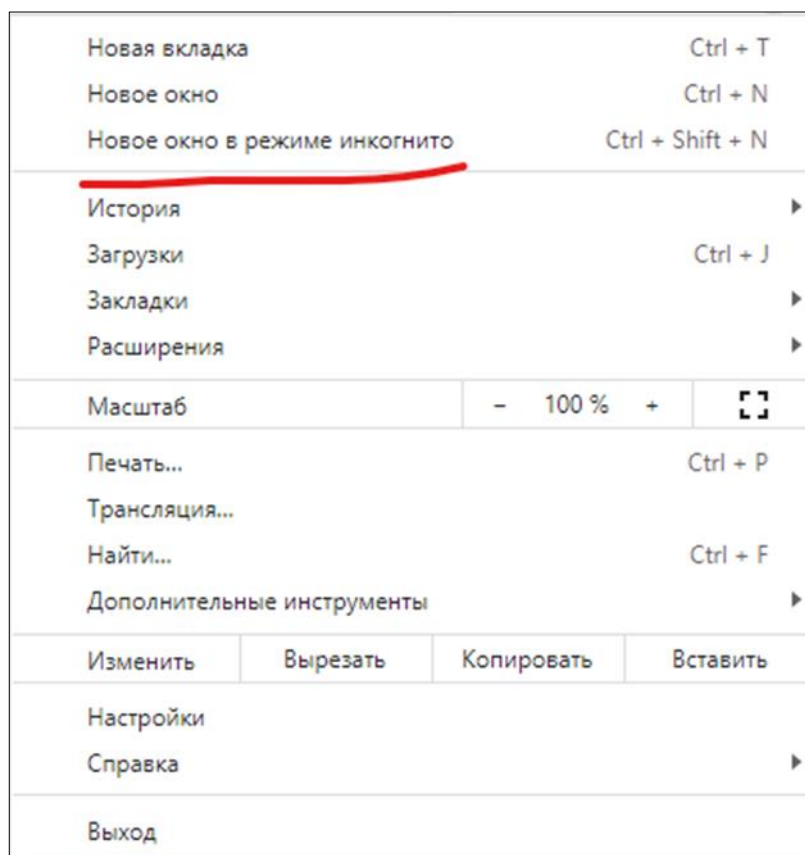 Новая вкладка Ctrl + T
Новое окно Ctrl + N
Новое окно в режиме инкогнито Ctrl + Shift + N
История
Загрузки Ctrl + J
Закладки
Расширения
Масштаб - 100 % +
Печать... Ctrl + P
Трансляция...
Найти... Ctrl + F
Дополнительные инструменты
Изменить Вырезать Копировать Вставить
Настройки
Справка
Выход